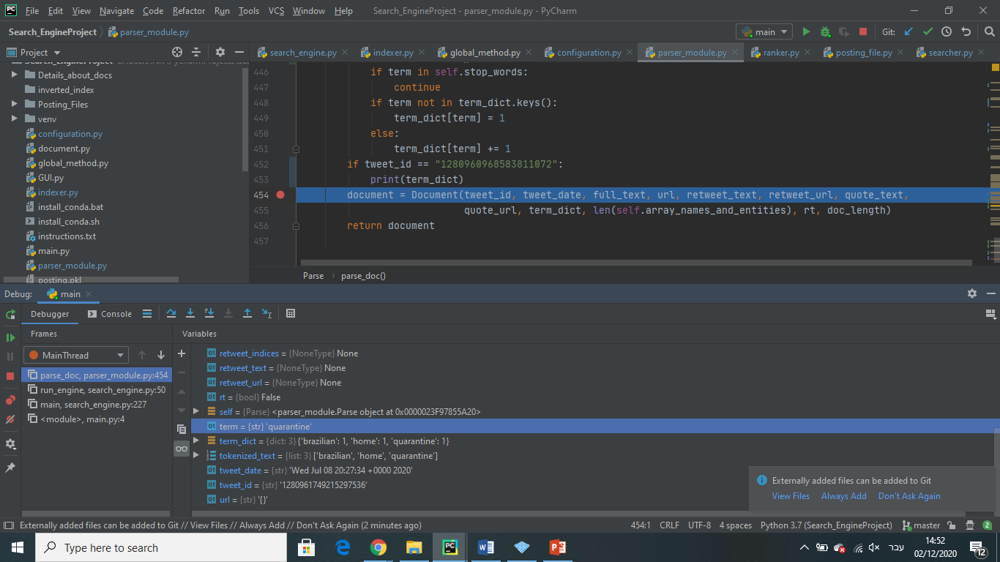 File Edit View Navigate Code Refactor Run Tools VCS Window Help Search_EngineProject - parser_module.py - PyCharm
Search_EngineProject parser_module.py main Git:
Project search_engine.py indexer.py global_method.py configuration.py parser_module.py ranker.py posting_file.py searcher.py
Details_about_docs
inverted_index
Posting_Files
venv
configuration.py
document.py
global_method.py
GUI.py
indexer.py
install_conda.bat
install_conda.sh
instructions.txt
main.py
parser_module.py
posting.pkl
446 if term in self.stop_words:
447 continue
448 if term not in term_dict.keys():
449 term_dict[term] = 1
450 else:
451 term_dict[term] += 1
452 if tweet_id == "1280960968583811072":
453 print(term_dict)
454 document = Document(tweet_id, tweet_date, full_text, url, retweet_text, retweet_url, quote_text,
455 quote_url, term_dict, len(self.array_names_and_entities), rt, doc_length)
456 return document
457
Parse parse_doc()
Debug: main
Debugger Console
Frames Variables
MainThread
parse_doc, parser_module.py:454
run_engine, search_engine.py:50
main, search_engine.py:227
<module>, main.py:4
retweet_indices = {NoneType} None
retweet_text = {NoneType} None
retweet_url = {NoneType} None
rt = {bool} False
self = {Parse} <parser_module.Parse object at 0x0000023F97855A20>
term = {str} 'quarantine'
term_dict = {dict: 3} {'brazilian': 1, 'home': 1, 'quarantine': 1}
tokenized_text = {list: 3} ['brazilian', 'home', 'quarantine']
tweet_date = {str} 'Wed Jul 08 20:27:34 +0000 2020'
tweet_id = {str} '1280961749215297536'
url = {str} '{}'
Externally added files can be added to Git
View Files Always Add Don't Ask Again
Externally added files can be added to Git // View Files // Always Add // Don't Ask Again (2 minutes ago) 454:1 CRLF UTF-8 4 spaces Python 3.7 (Search_EngineProject) master 2
Type here to search
עבר
14:52
02/12/2020
12